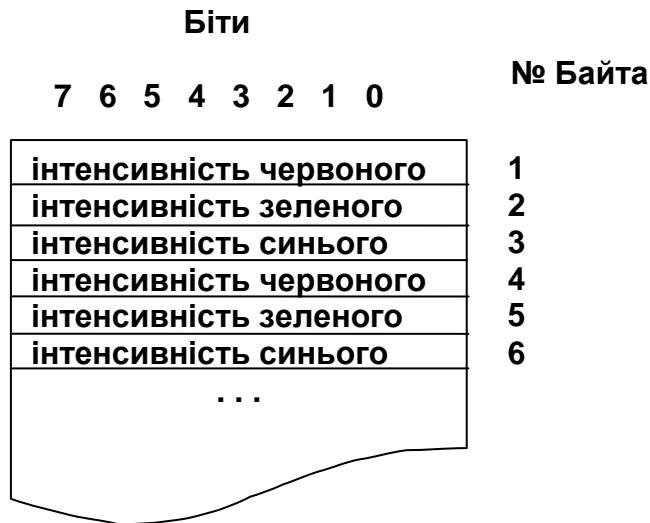 Біти
№ Байта
7 6 5 4 3 2 1 0
інтенсивність червоного 1
інтенсивність зеленого 2
інтенсивність синього 3
інтенсивність червоного 4
інтенсивність зеленого 5
інтенсивність синього 6
. . .